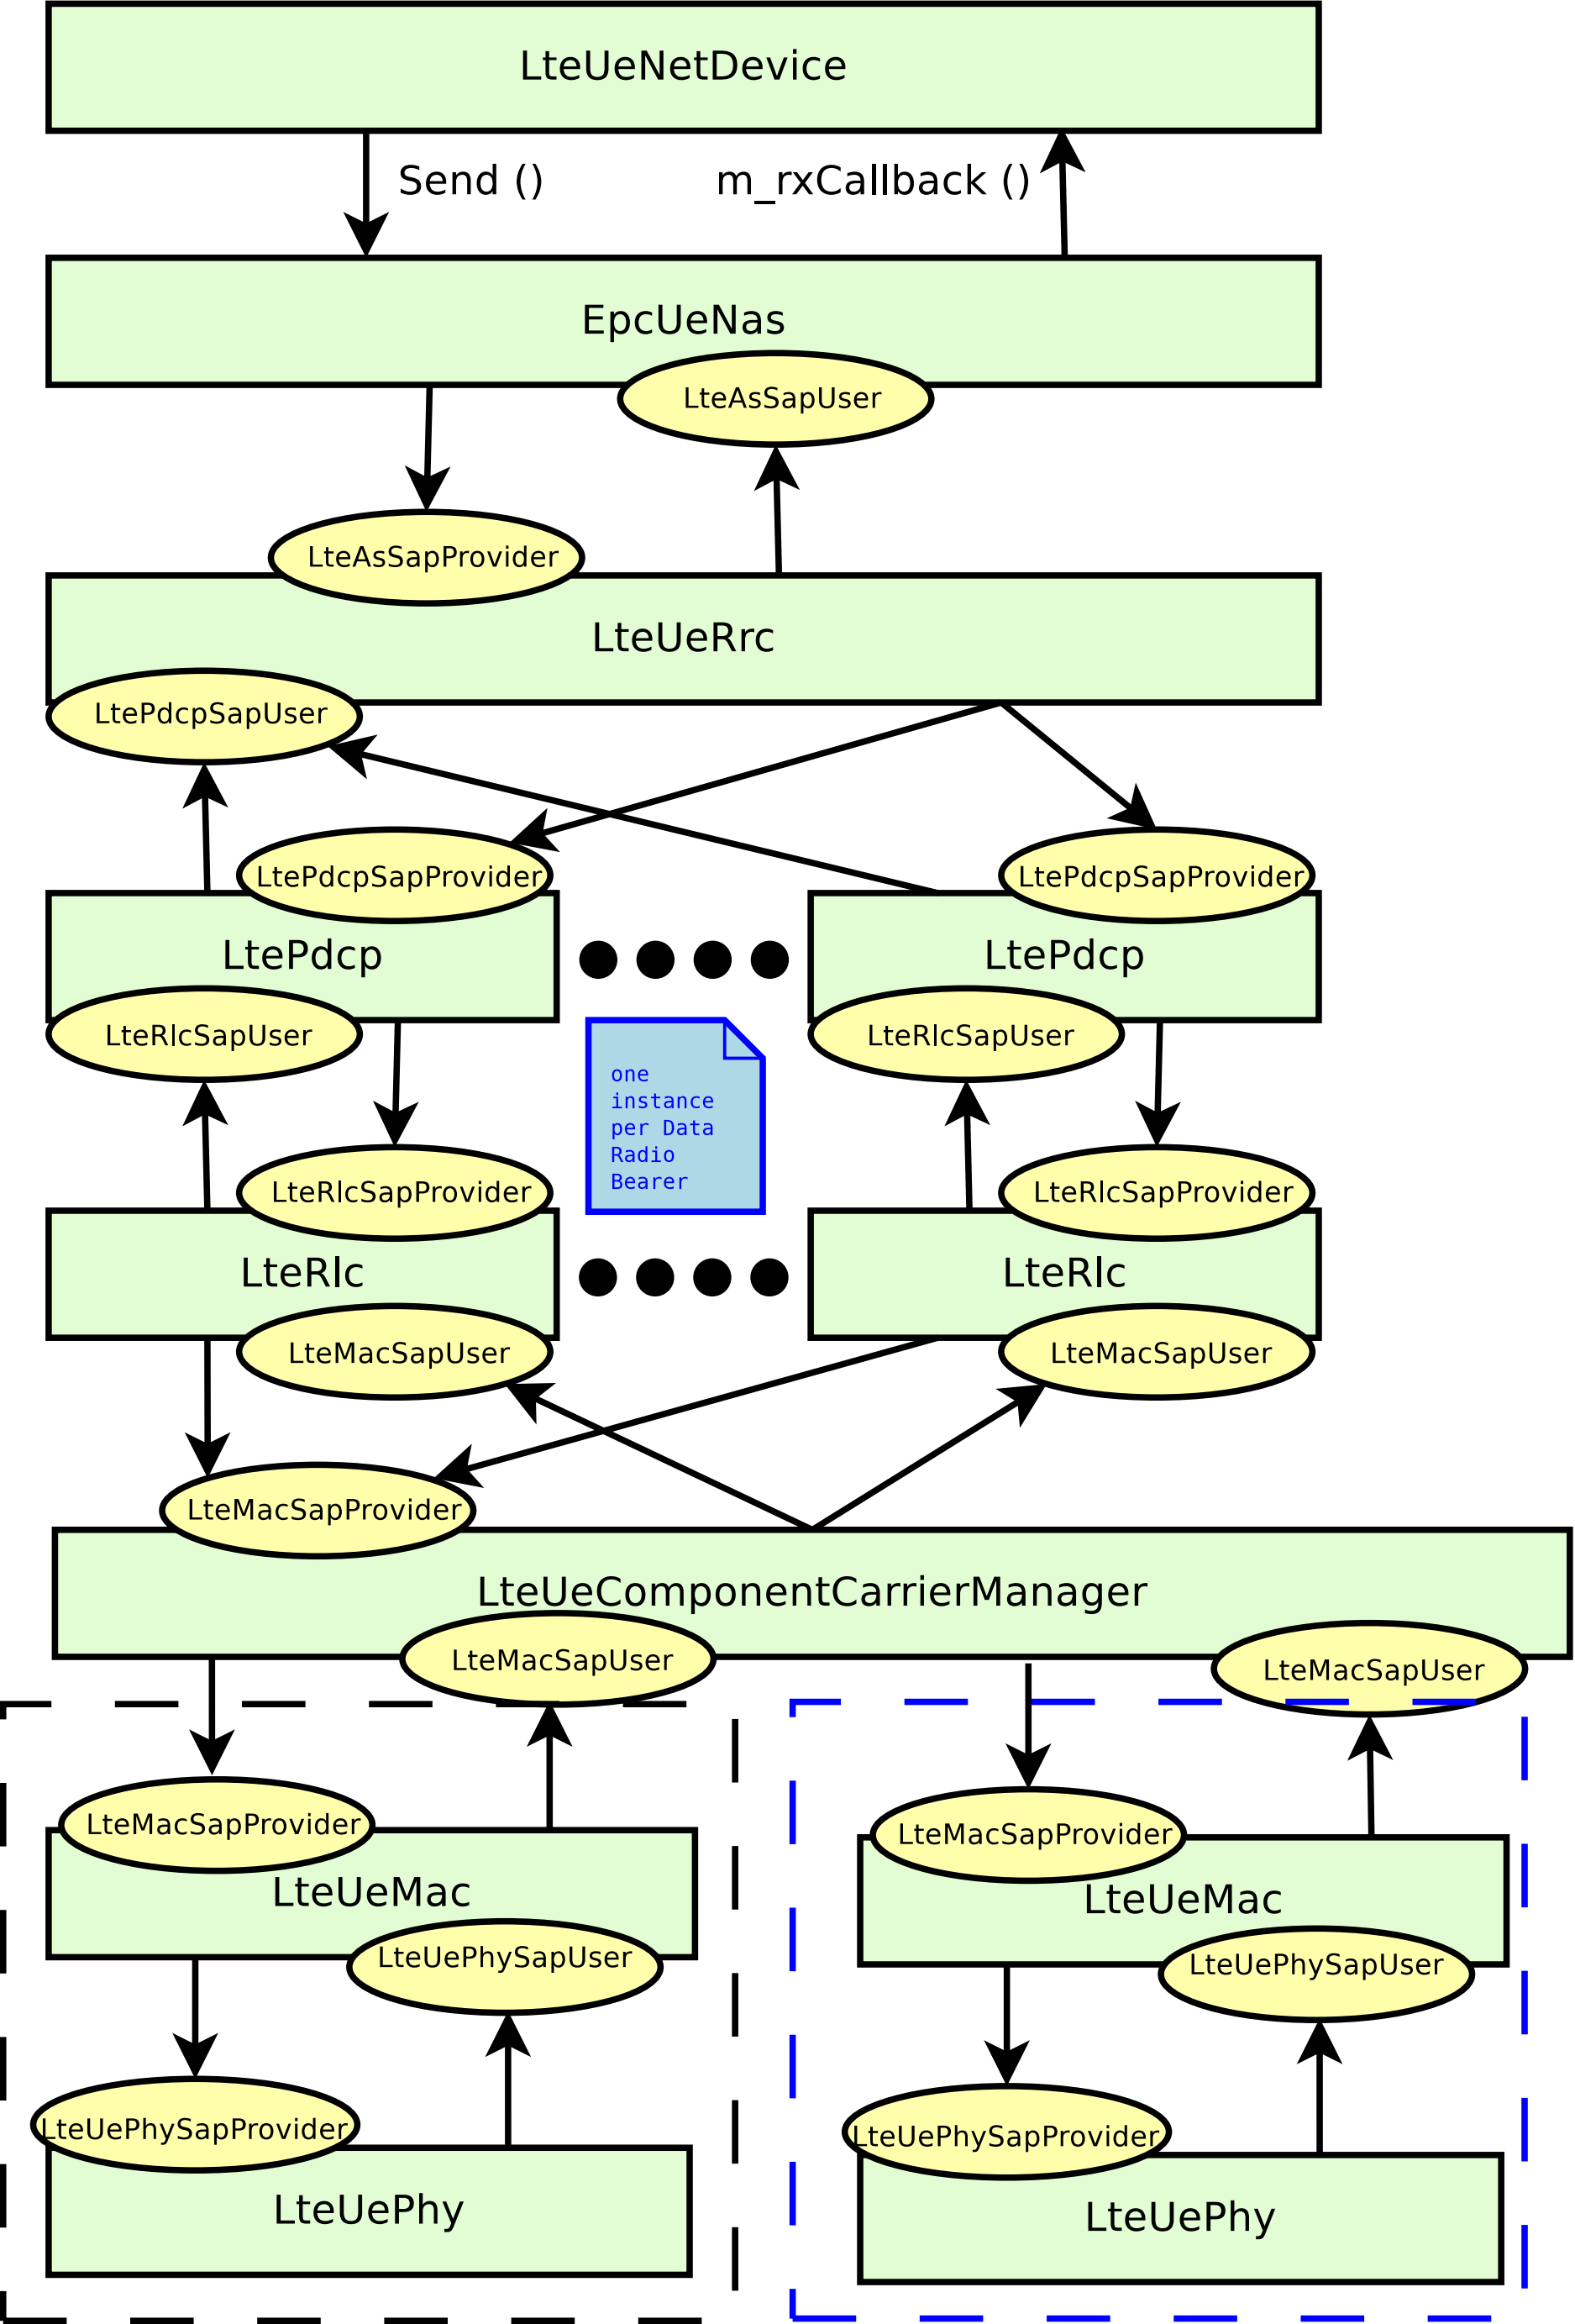 LteUeNetDevice
Send ()
m_rxCallback ()
EpcUeNas
LteAsSapUser
LteAsSapProvider
LteUeRrc
LtePdcpSapUser
LtePdcpSapProvider
LtePdcpSapProvider
LtePdcp
LtePdcp
LteRlcSapUser
LteRlcSapUser
one
instance
per Data
Radio
Bearer
LteRlcSapProvider
LteRlcSapProvider
LteRlc
LteRlc
LteMacSapUser
LteMacSapUser
LteMacSapProvider
LteUeComponentCarrierManager
LteMacSapUser
LteMacSapUser
LteMacSapProvider
LteMacSapProvider
LteUeMac
LteUeMac
LteUePhySapUser
LteUePhySapUser
LteUePhySapProvider
LteUePhySapProvider
LteUePhy
LteUePhy